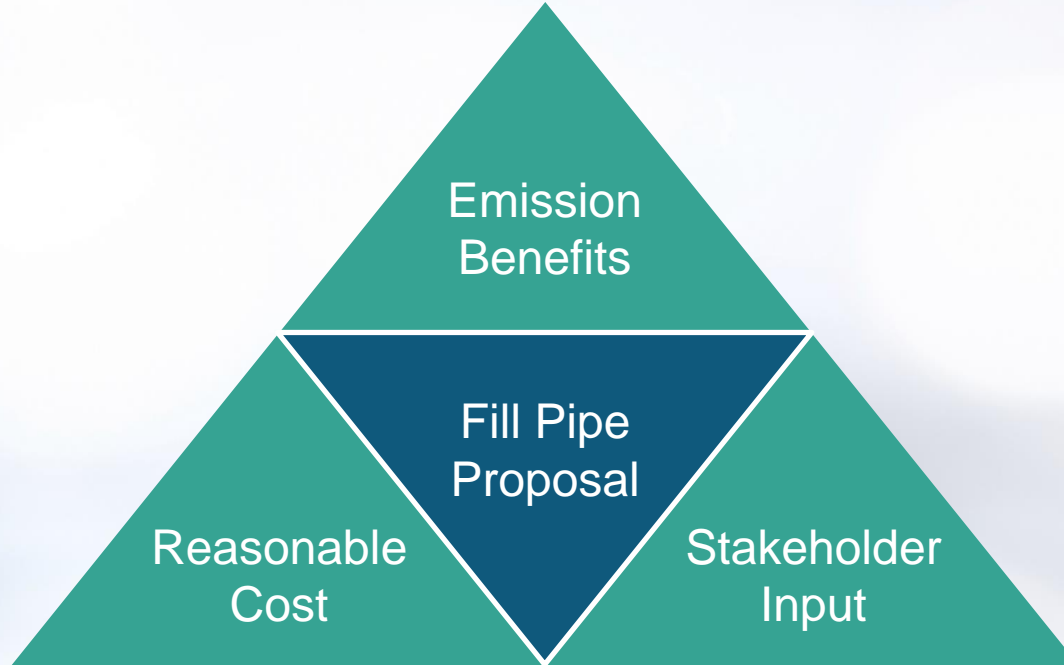 Emission
Benefits
Fill Pipe
Proposal
Reasonable
Cost
Stakeholder
Input